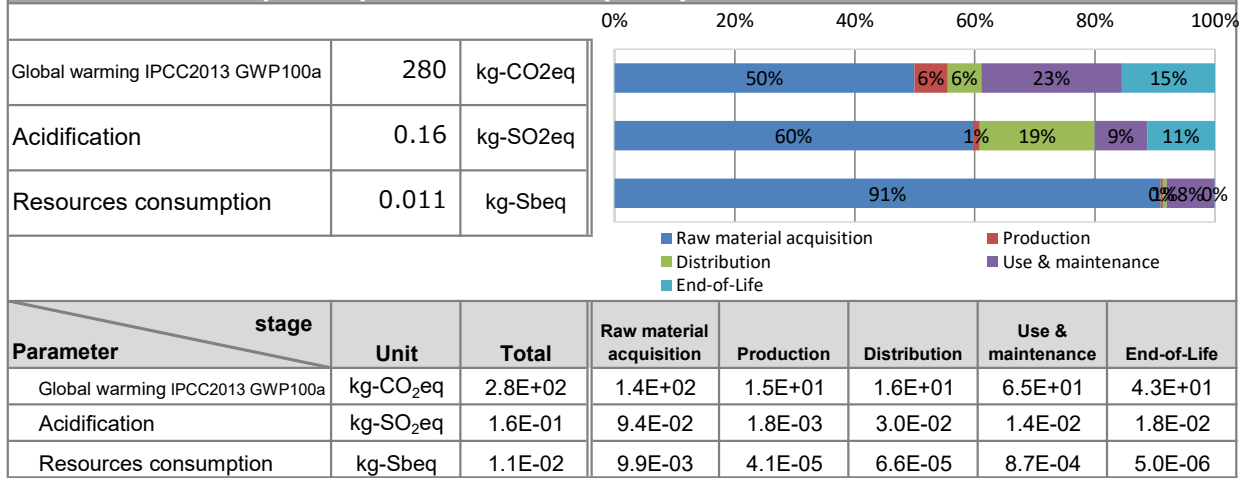 0% 20% 40% 60% 80% 100%
Global warming IPCC2013 GWP100a 280 kg-CO2eq 50% 6% 6% 23% 15%
Acidification 0.16 kg-SO2eq 60% 1% 19% 9% 11%
Resources consumption 0.011 kg-Sbeq 91% 0% 1% 8% 0%
Raw material acquisition Production
Distribution Use & maintenance
End-of-Life
stage
Parameter Unit Total Raw material acquisition Production Distribution Use & maintenance End-of-Life
Global warming IPCC2013 GWP100a kg-CO₂eq 2.8E+02 1.4E+02 1.5E+01 1.6E+01 6.5E+01 4.3E+01
Acidification kg-SO₂eq 1.6E-01 9.4E-02 1.8E-03 3.0E-02 1.4E-02 1.8E-02
Resources consumption kg-Sbeq 1.1E-02 9.9E-03 4.1E-05 6.6E-05 8.7E-04 5.0E-06